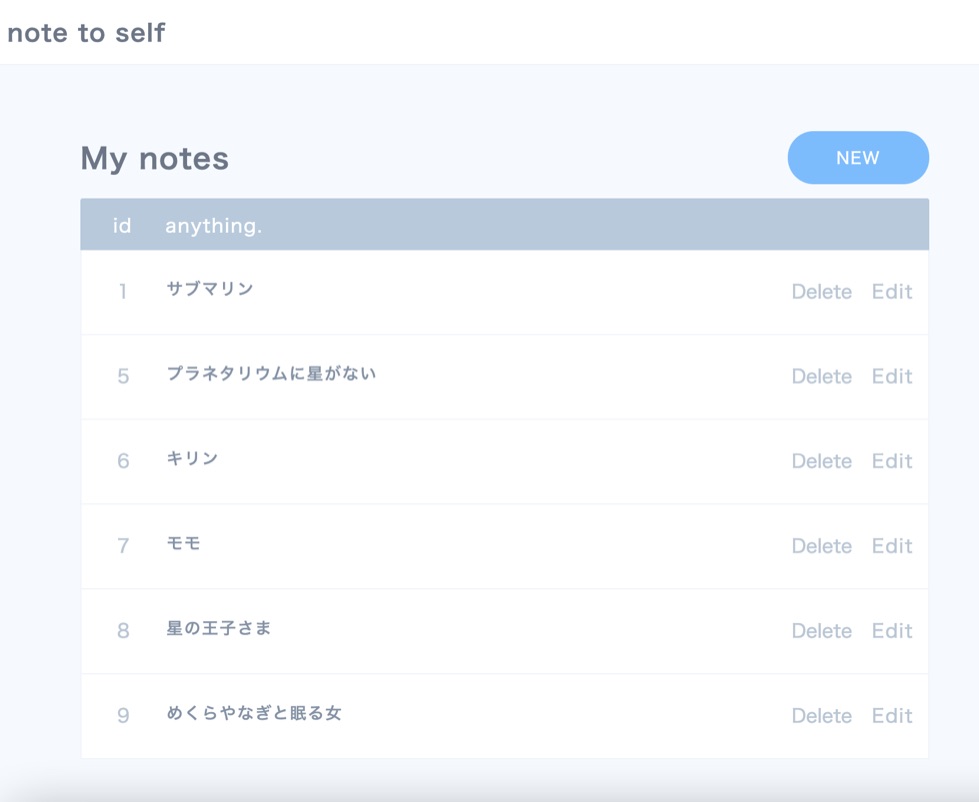 note to self
My notes
NEW
id anything.
1 サブマリン Delete Edit
5 プラネタリウムに星がない Delete Edit
6 キリン Delete Edit
7 モモ Delete Edit
8 星の王子さま Delete Edit
9 めくらやなぎと眠る女 Delete Edit